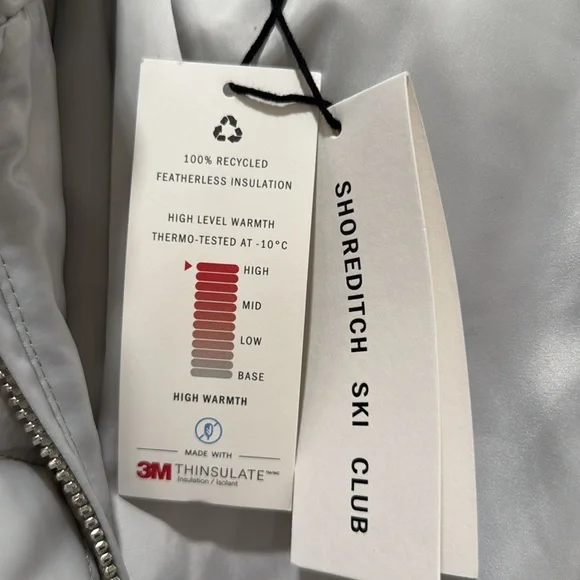 100% RECYCLED
FEATHERLESS INSULATION
HIGH LEVEL WARMTH
THERMO-TESTED AT -10°C
HIGH
MID
LOW
BASE
HIGH WARMTH
MADE WITH
3M THINSULATE
Insulation / Isolant
SHOREDITCH SKI CLUB